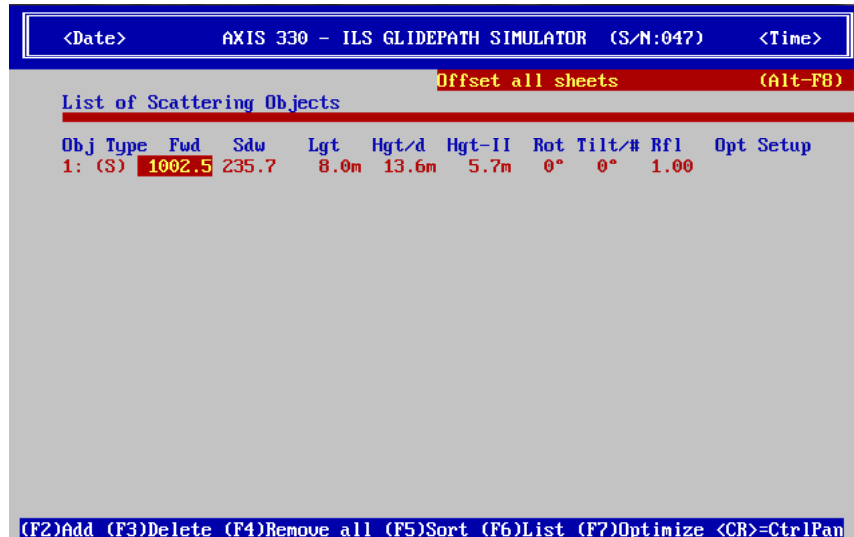 <Date> AXIS 330 - ILS GLIDEPATH SIMULATOR (S/N:047) <Time>
Offset all sheets (Alt-F8)
List of Scattering Objects
Obj Type Fwd Sdw Lgt Hgt/d Hgt-II Rot Tilt/# Rfl Opt Setup
1: (S) 1002.5 235.7 8.0m 13.6m 5.7m 0° 0° 1.00
(F2)Add (F3)Delete (F4)Remove all (F5)Sort (F6)List (F7)Optimize <CR>=CtrlPan